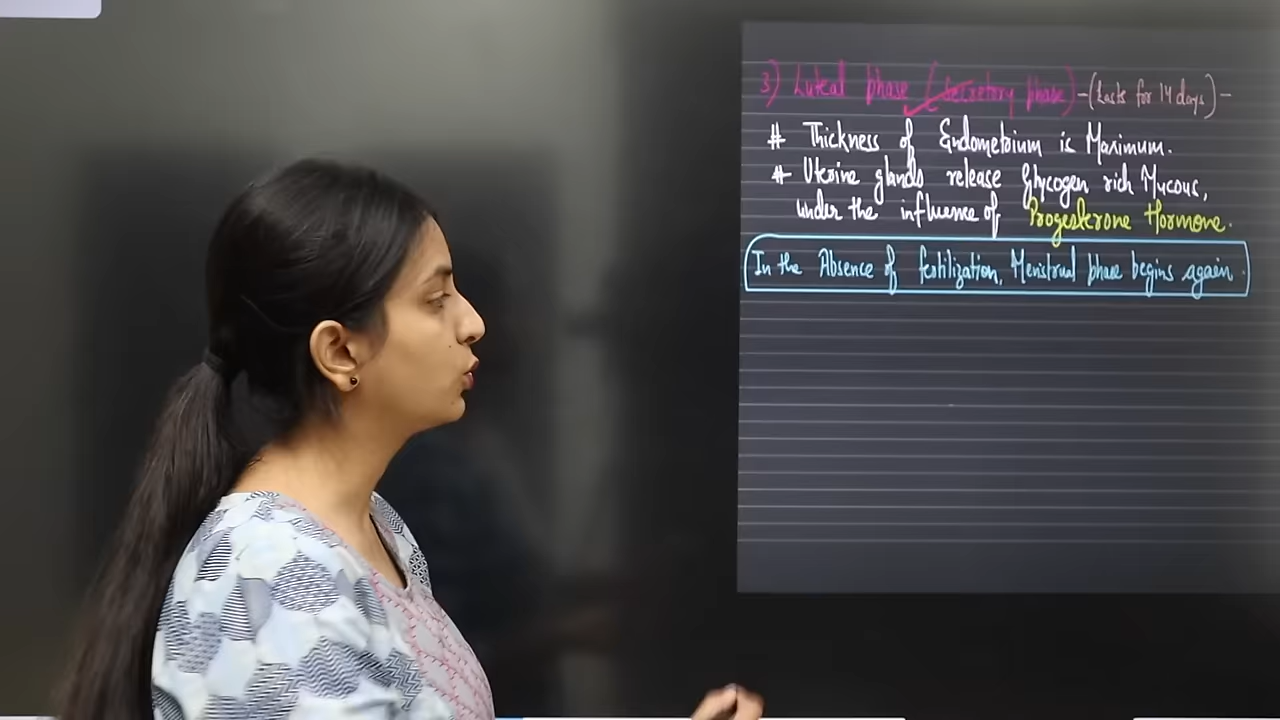 3) Luteal phase (Secretory phase) -(Lasts for 14 days)-
# Thickness of Endometrium is Maximum.
# Uterine glands release Glycogen rich Mucous,
under the influence of Progesterone Hormone.
In the Absence of fertilization, Menstrual phase begins again.